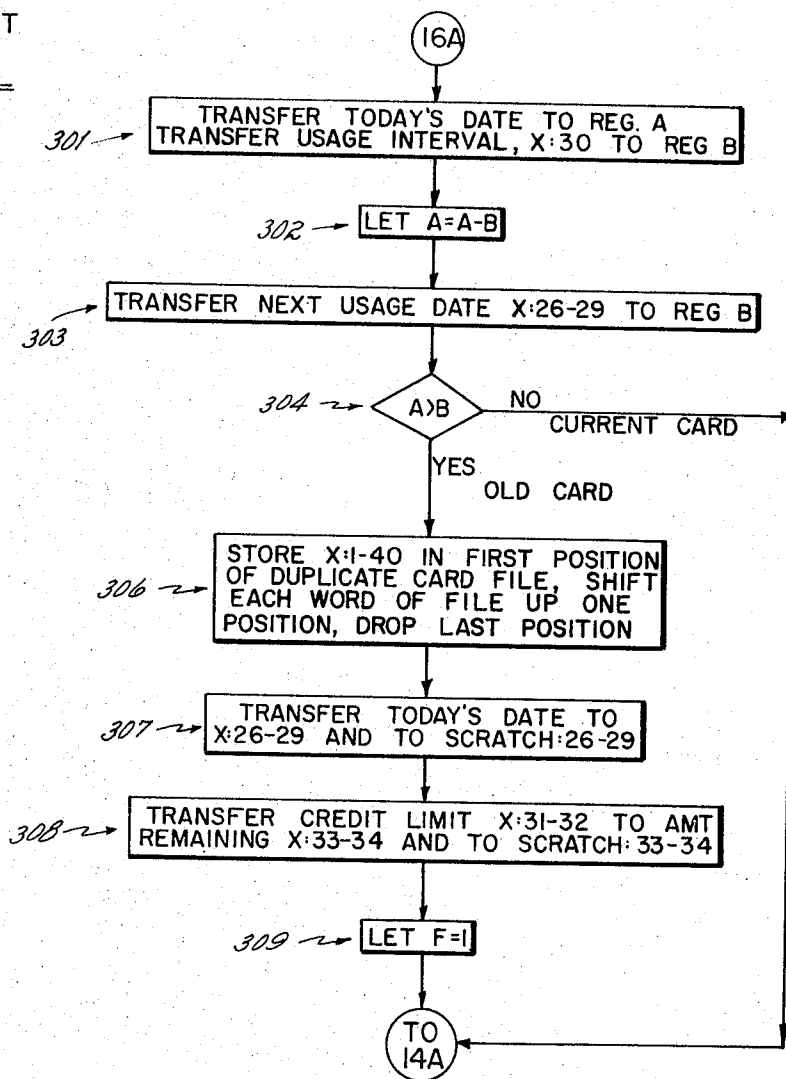 T
16A
301
TRANSFER TODAY'S DATE TO REG. A
TRANSFER USAGE INTERVAL, X:30 TO REG B
302
LET A=A-B
303
TRANSFER NEXT USAGE DATE X:26-29 TO REG B
304
A>B
NO
CURRENT CARD
YES
OLD CARD
306
STORE X:1-40 IN FIRST POSITION
OF DUPLICATE CARD FILE, SHIFT
EACH WORD OF FILE UP ONE
POSITION, DROP LAST POSITION
307
TRANSFER TODAY'S DATE TO
X:26-29 AND TO SCRATCH:26-29
308
TRANSFER CREDIT LIMIT X:31-32 TO AMT
REMAINING X:33-34 AND TO SCRATCH:33-34
309
LET F=1
TO
14A